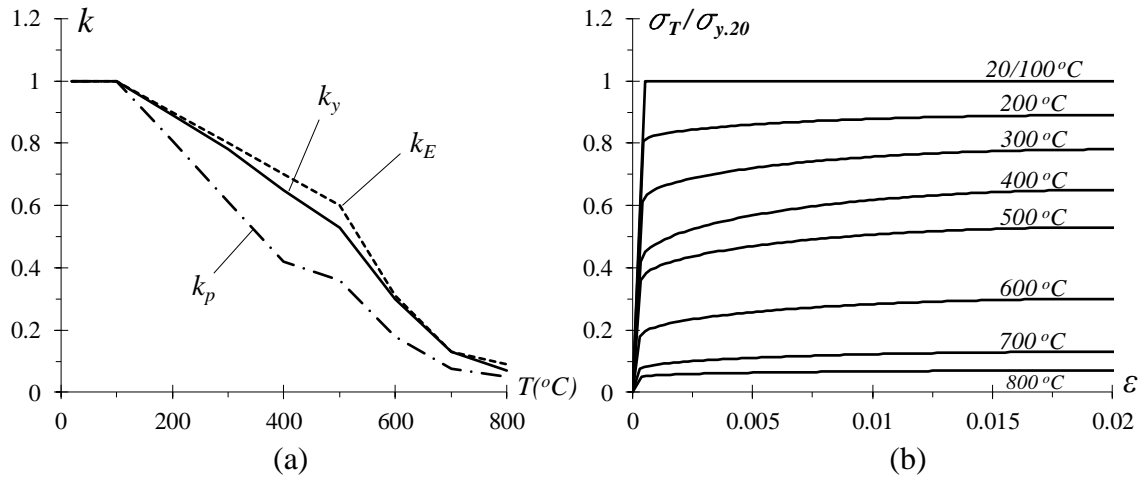 k
1.2
1
0.8
0.6
0.4
0.2
0
k_y
k_E
k_p
0 200 400 600 800
T(°C)
(a)
σ_T/σ_y.20
1.2
1
0.8
0.6
0.4
0.2
0
20/100 °C
200 °C
300 °C
400 °C
500 °C
600 °C
700 °C
800 °C
ε
0 0.005 0.01 0.015 0.02
(b)